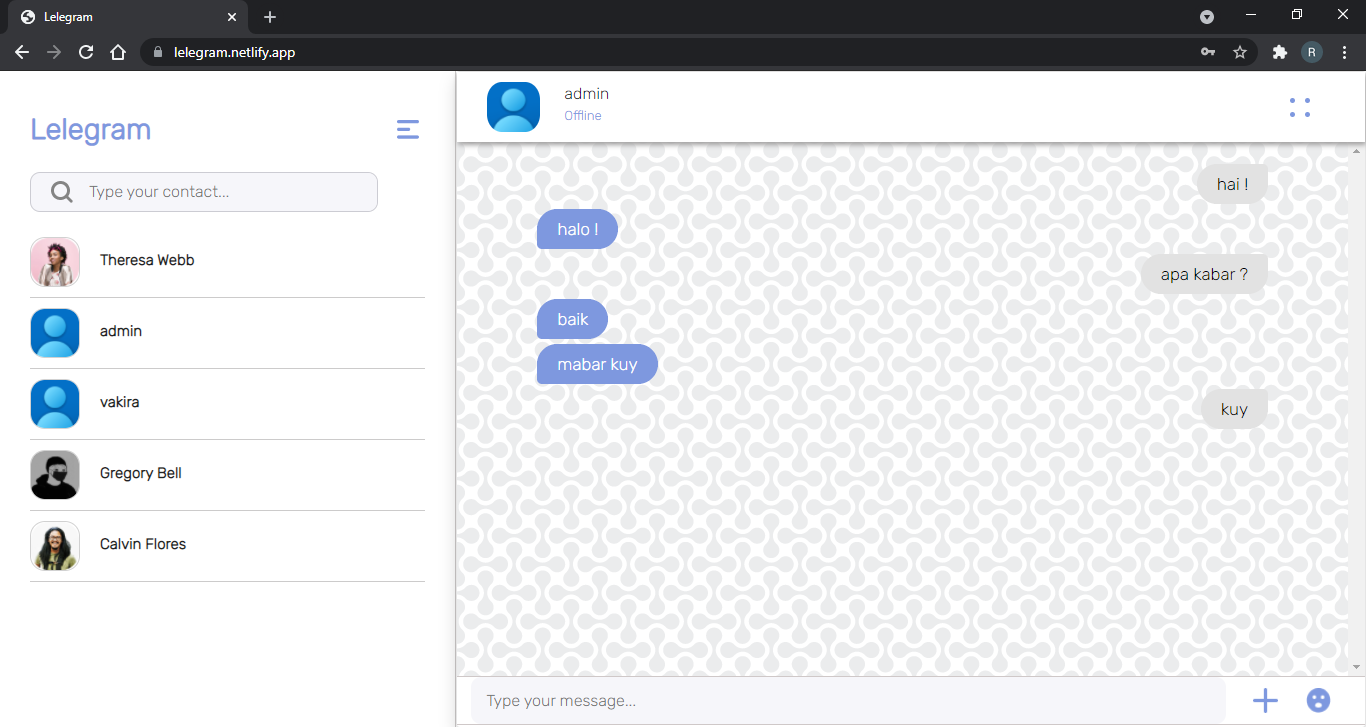 Lelegram
lelegram.netlify.app
R
Lelegram
Type your contact...
Theresa Webb
admin
vakira
Gregory Bell
Calvin Flores
admin
Offline
hai !
halo !
apa kabar ?
baik
mabar kuy
kuy
Type your message...